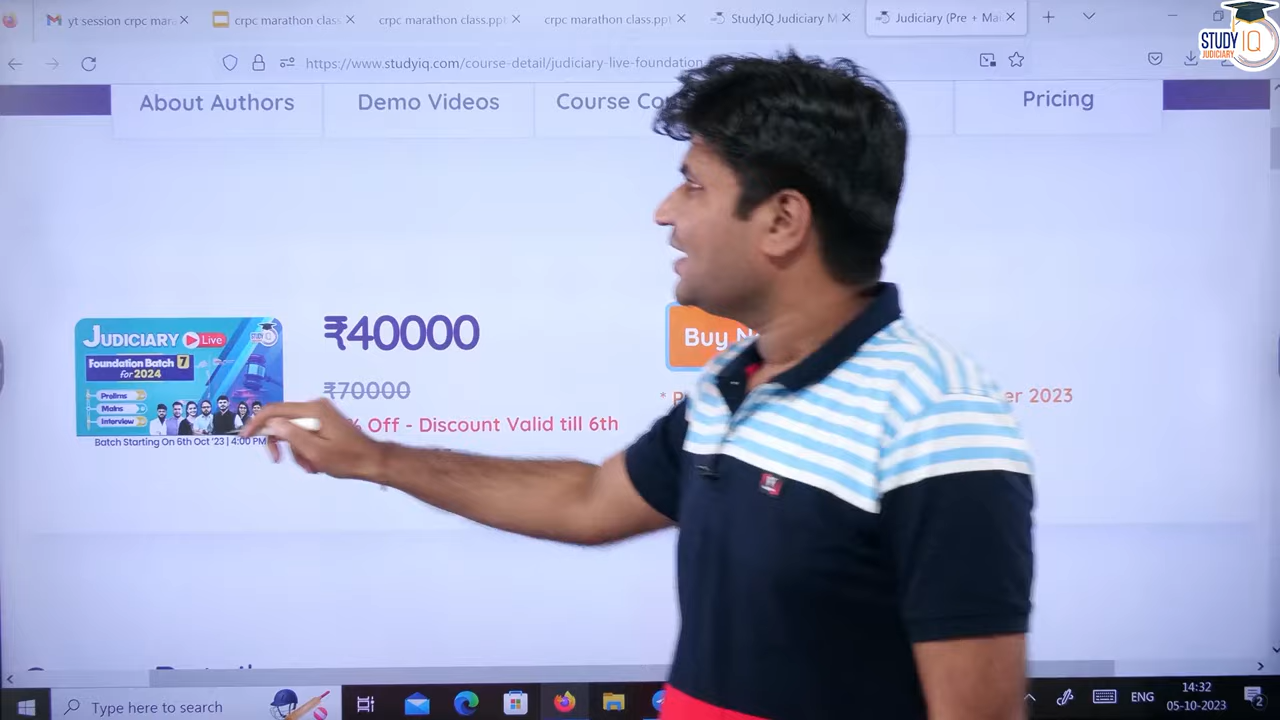 yt session crpc mar
crpc marathon class
crpc marathon class.ppt
crpc marathon class.ppt
StudyIQ Judiciary M
Judiciary (Pre + Mai
STUDY IQ
JUDICIARY
https://www.studyiq.com/course
/judiciary-live-foundation
About Authors
Demo Videos
Course Co
Pricing
JUDICIARY Live
Foundation Batch 7
for 2024
Prelims
Mains
Interview
Batch Starting On 6th Oct '23 | 4:00 PM
₹40000
₹70000
% Off - Discount Valid till 6th
Buy N
er 2023
Type here to search
ENG
14:32
05-10-2023
2